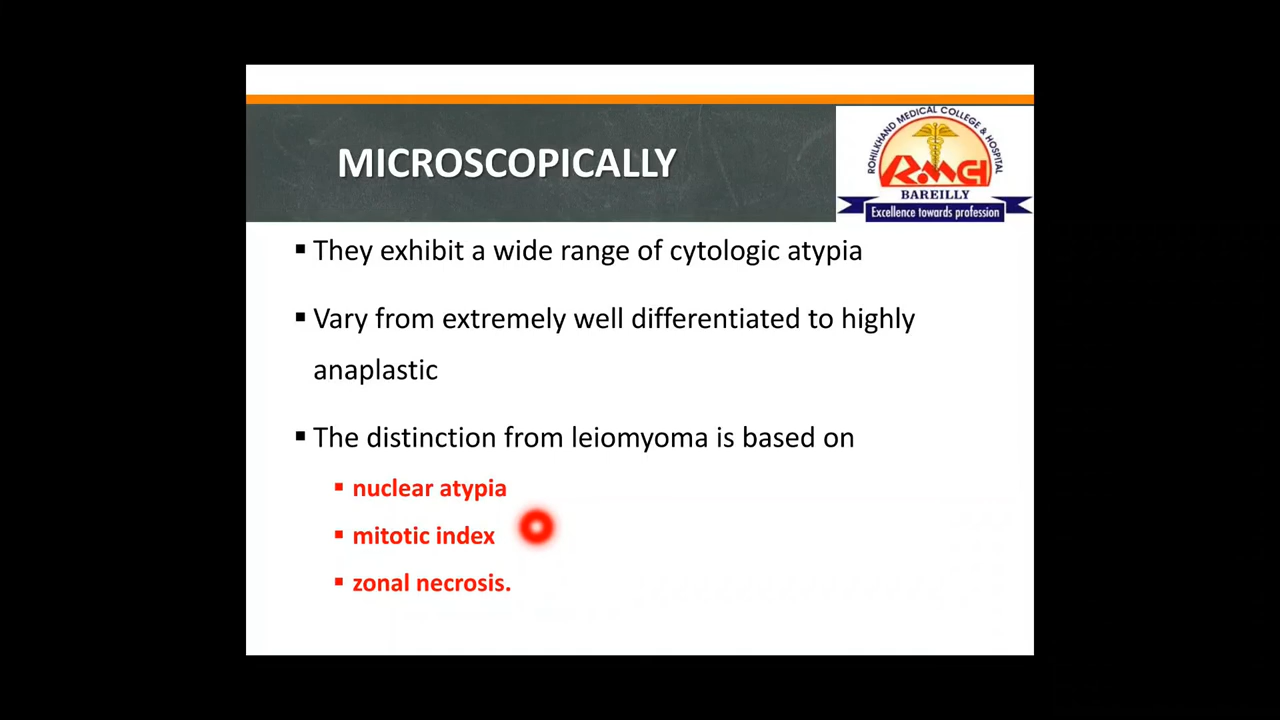 MICROSCOPICALLY
ROHILKHAND MEDICAL COLLEGE & HOSPITAL
RMCH
BAREILLY
Excellence towards profession
▪ They exhibit a wide range of cytologic atypia
▪ Vary from extremely well differentiated to highly
anaplastic
▪ The distinction from leiomyoma is based on
▪ nuclear atypia
▪ mitotic index
▪ zonal necrosis.